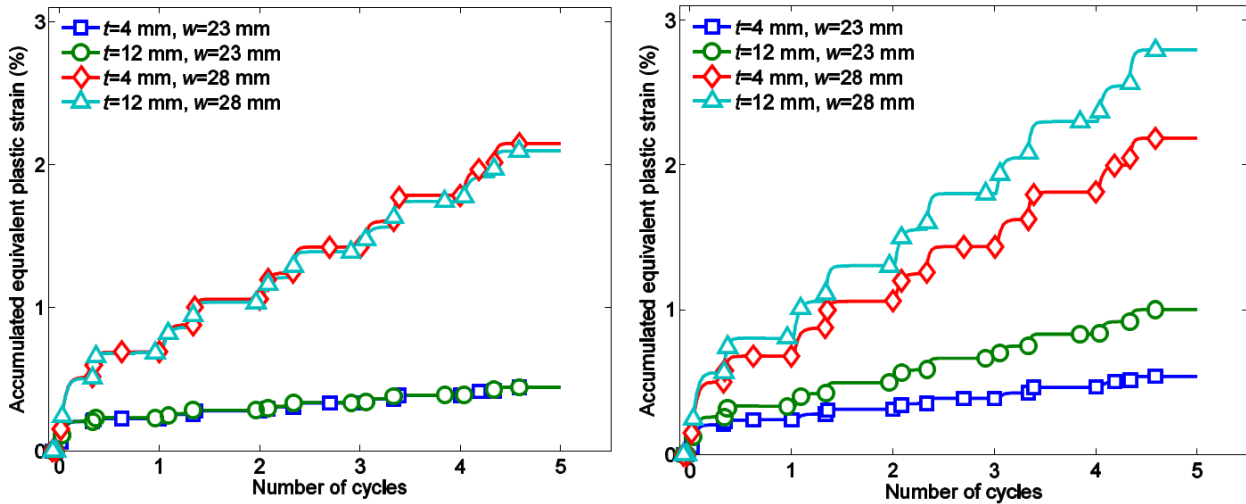 Accumulated equivalent plastic strain (%)
3
2
1
0
t=4 mm, w=23 mm
t=12 mm, w=23 mm
t=4 mm, w=28 mm
t=12 mm, w=28 mm
0 1 2 3 4 5
Number of cycles
Accumulated equivalent plastic strain (%)
3
2
1
0
t=4 mm, w=23 mm
t=12 mm, w=23 mm
t=4 mm, w=28 mm
t=12 mm, w=28 mm
0 1 2 3 4 5
Number of cycles